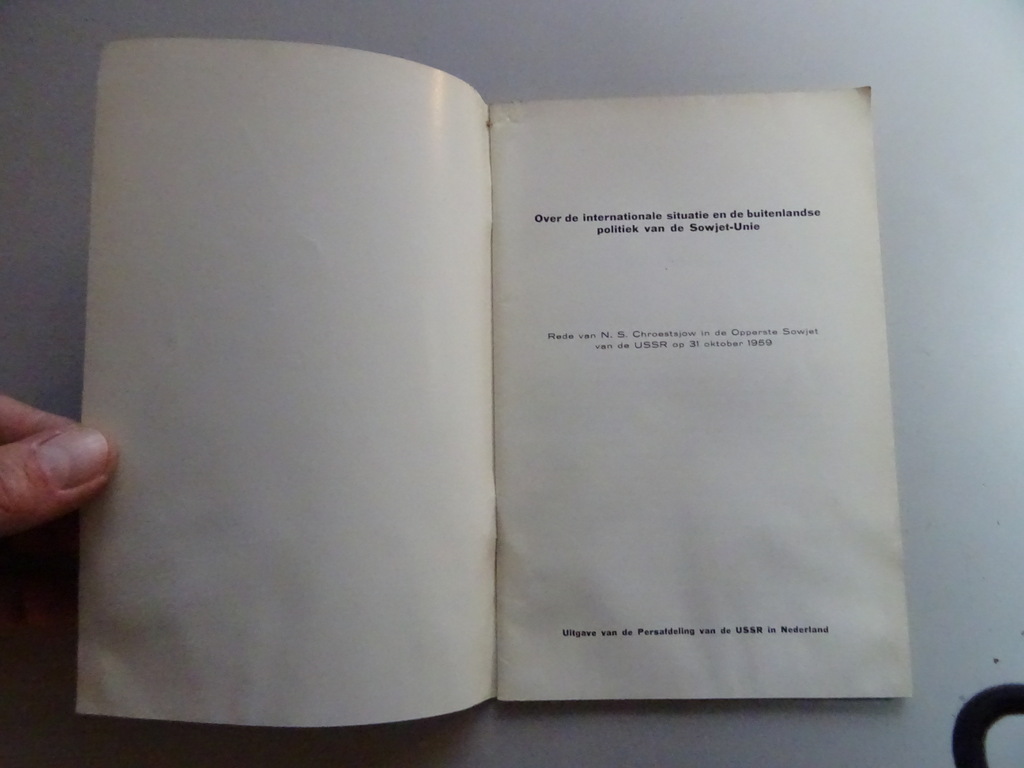 Over de internationale situatie en de buitenlandse
politiek van de Sowjet-Unie
Rede van N. S. Chroestsjow in de Opperste Sowjet
van de USSR op 31 oktober 1959
Uitgave van de Persafdeling van de USSR in Nederland